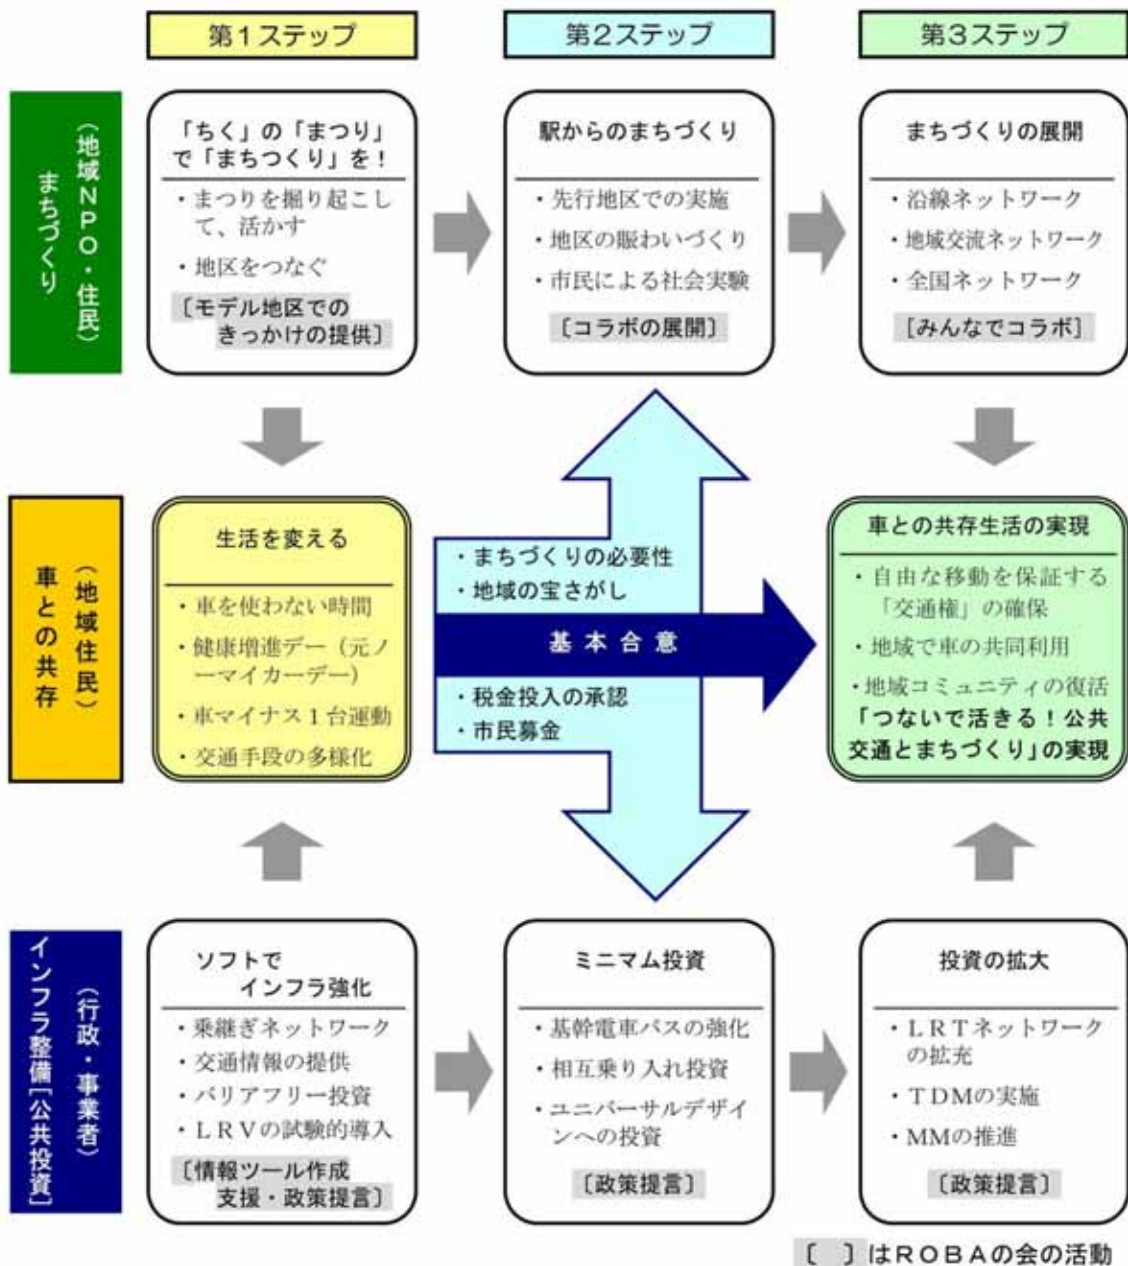 第1ステップ
第2ステップ
第3ステップ
(地域NPO・住民)
まちづくり
「ちく」の「まつり」
で「まちつくり」を!
・まつりを掘り起こし
て、活かす
・地区をつなぐ
〔モデル地区での
きっかけの提供〕
駅からのまちづくり
・先行地区での実施
・地区の賑わいづくり
・市民による社会実験
〔コラボの展開〕
まちづくりの展開
・沿線ネットワーク
・地域交流ネットワーク
・全国ネットワーク
〔みんなでコラボ〕
(地域住民)
車との共存
生活を変える
・車を使わない時間
・健康増進デー(元ノ
ーマイカーデー)
・車マイナス1台運動
・交通手段の多様化
・まちづくりの必要性
・地域の宝さがし
基本合意
・税金投入の承認
・市民募金
車との共存生活の実現
・自由な移動を保証する
「交通権」の確保
・地域で車の共同利用
・地域コミュニティの復活
「つないで活きる!公共
交通とまちづくり」の実現
(行政・事業者)
インフラ整備[公共投資]
ソフトで
インフラ強化
・乗継ぎネットワーク
・交通情報の提供
・バリアフリー投資
・LRVの試験的導入
〔情報ツール作成
支援・政策提言〕
ミニマム投資
・基幹電車バスの強化
・相互乗り入れ投資
・ユニバーサルデザイ
ンへの投資
〔政策提言〕
投資の拡大
・LRTネットワーク
の拡充
・TDMの実施
・MMの推進
〔政策提言〕
〔 〕はROBAの会の活動